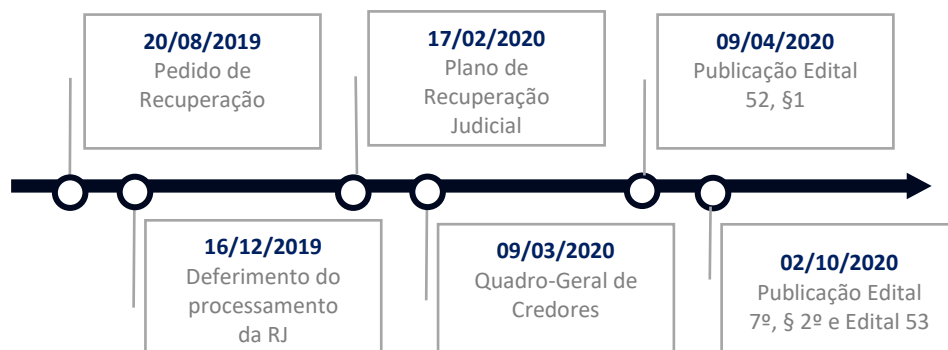 20/08/2019
Pedido de
Recuperação
17/02/2020
Plano de
Recuperação
Judicial
09/04/2020
Publicação Edital
52, §1
16/12/2019
Deferimento do
processamento
da RJ
09/03/2020
Quadro-Geral de
Credores
02/10/2020
Publicação Edital
7º, § 2º e Edital 53